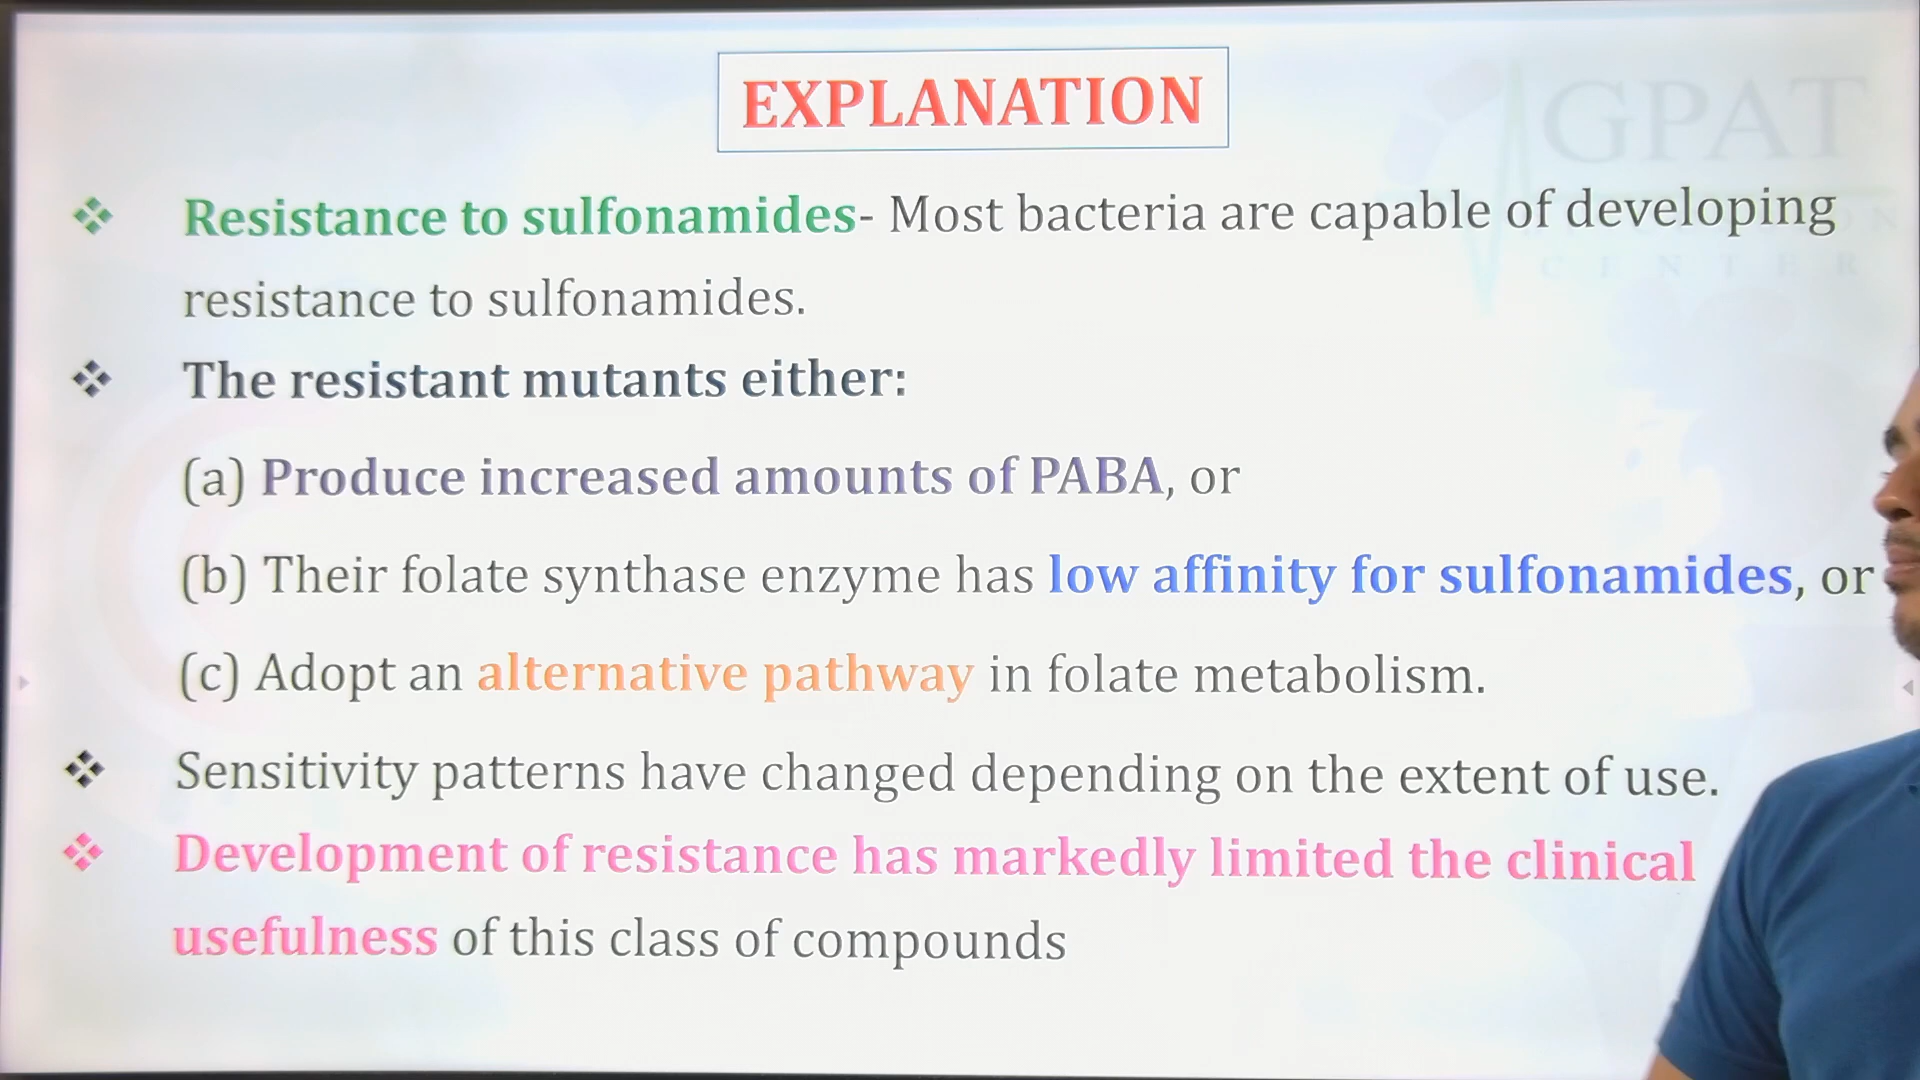 EXPLANATION
GPAT
❖ Resistance to sulfonamides- Most bacteria are capable of developing
CENTER
resistance to sulfonamides.
❖ The resistant mutants either:
(a) Produce increased amounts of PABA, or
(b) Their folate synthase enzyme has low affinity for sulfonamides, or
(c) Adopt an alternative pathway in folate metabolism.
❖ Sensitivity patterns have changed depending on the extent of use.
❖ Development of resistance has markedly limited the clinical
usefulness of this class of compounds